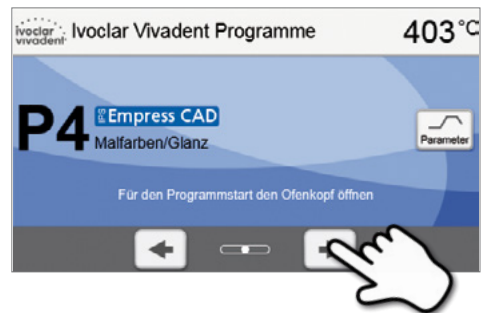 ivoclar vivadent Ivoclar Vivadent Programme 403°C
P4 IPS Empress CAD
Malfarben/Glanz
Parameter
Für den Programmstart den Ofenkopf öffnen